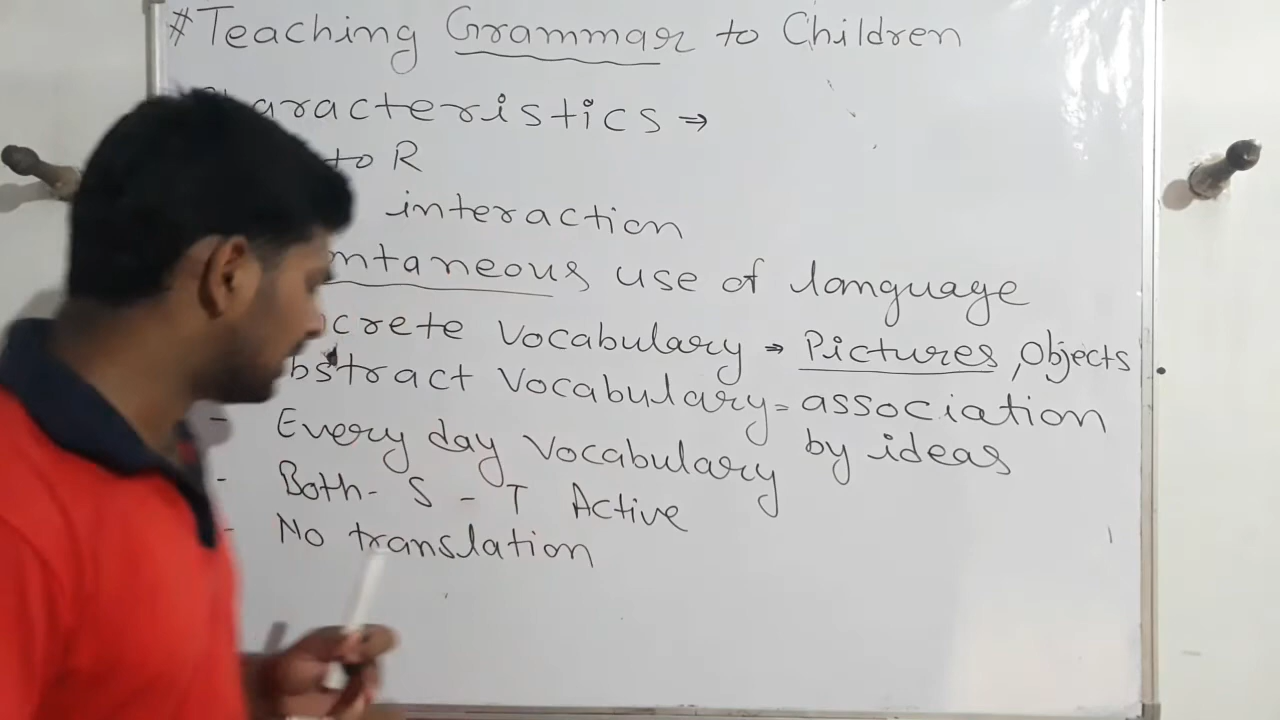 # Teaching Grammar to Children
aracteristics →
to R
interaction
ntaneous use of language
crete Vocabulary → Pictures, Objects
bstract Vocabulary = association
by ideas
- Every day Vocabulary
- Both - S - T Active
- No translation